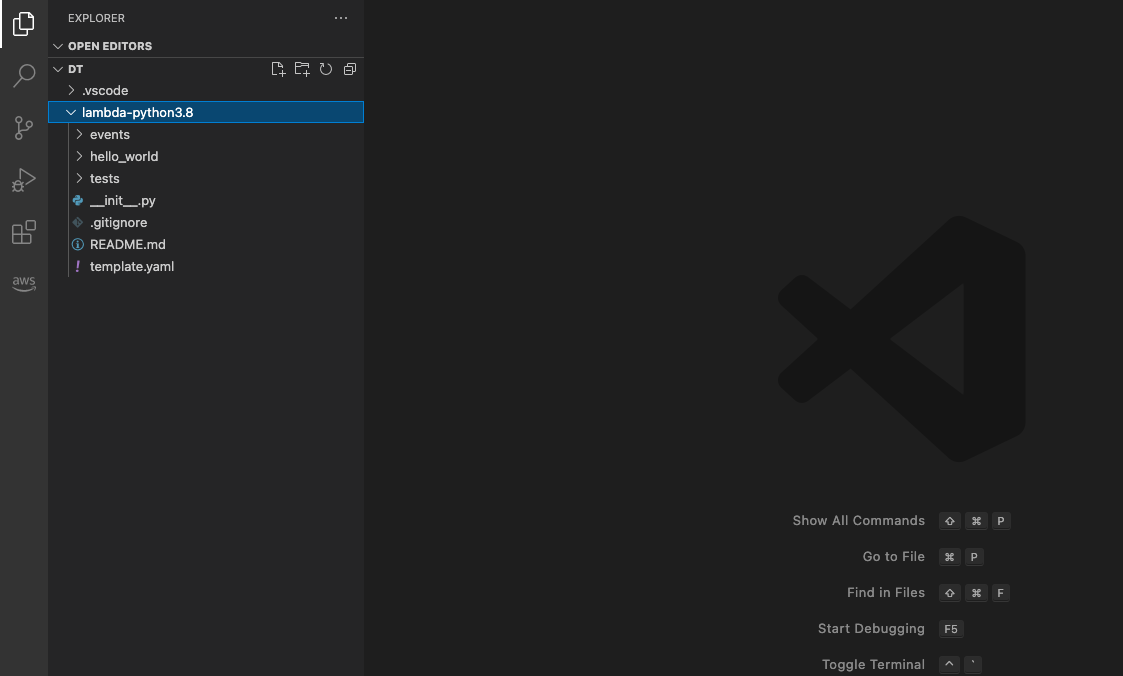 EXPLORER
OPEN EDITORS
DT
.vscode
lambda-python3.8
events
hello_world
tests
__init__.py
.gitignore
README.md
! template.yaml
aws
Show All Commands ⇧ ⌘ P
Go to File ⌘ P
Find in Files ⇧ ⌘ F
Start Debugging F5
Toggle Terminal ^ `